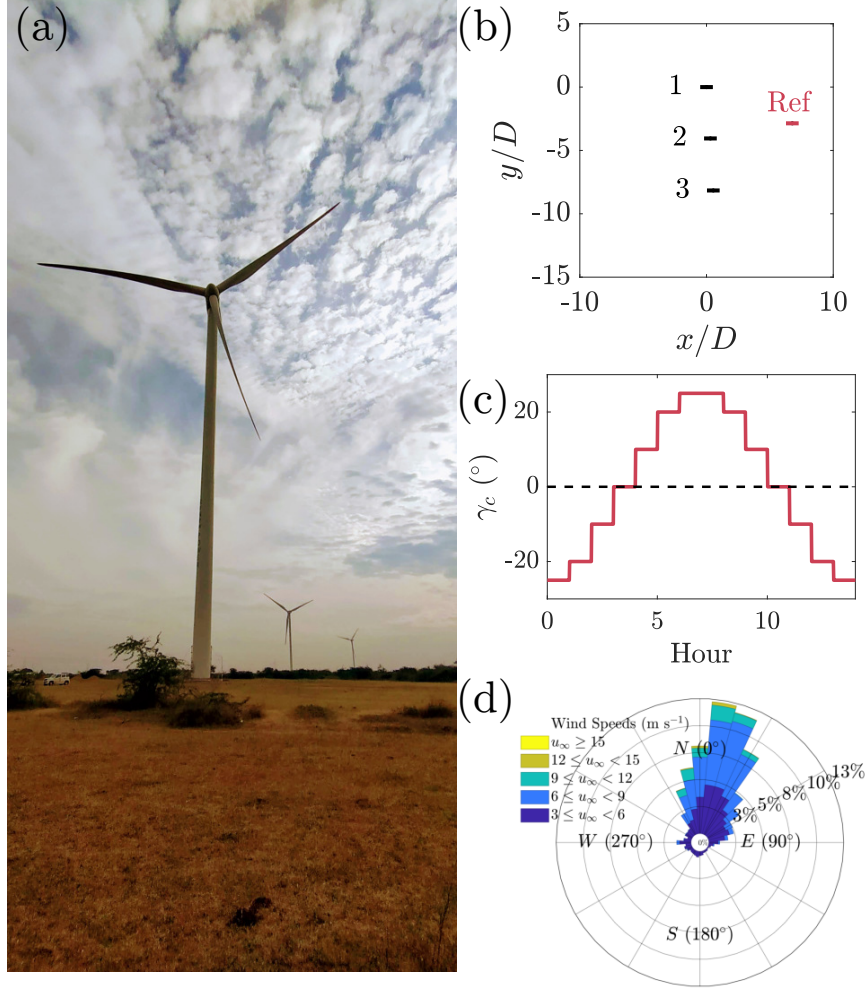 (a)
(b)
5
0
-5
-10
-15
y/D
1
2
3
Ref
-10
0
10
x/D
(c)
20
0
-20
γ_c (°)
0
5
10
Hour
(d)
Wind Speeds (m s⁻¹)
u∞ ≥ 15
12 ≤ u∞ < 15
9 ≤ u∞ < 12
6 ≤ u∞ < 9
3 ≤ u∞ < 6
N (0°)
W (270°)
E (90°)
S (180°)
0%
3%
5%
8%
10%
13%